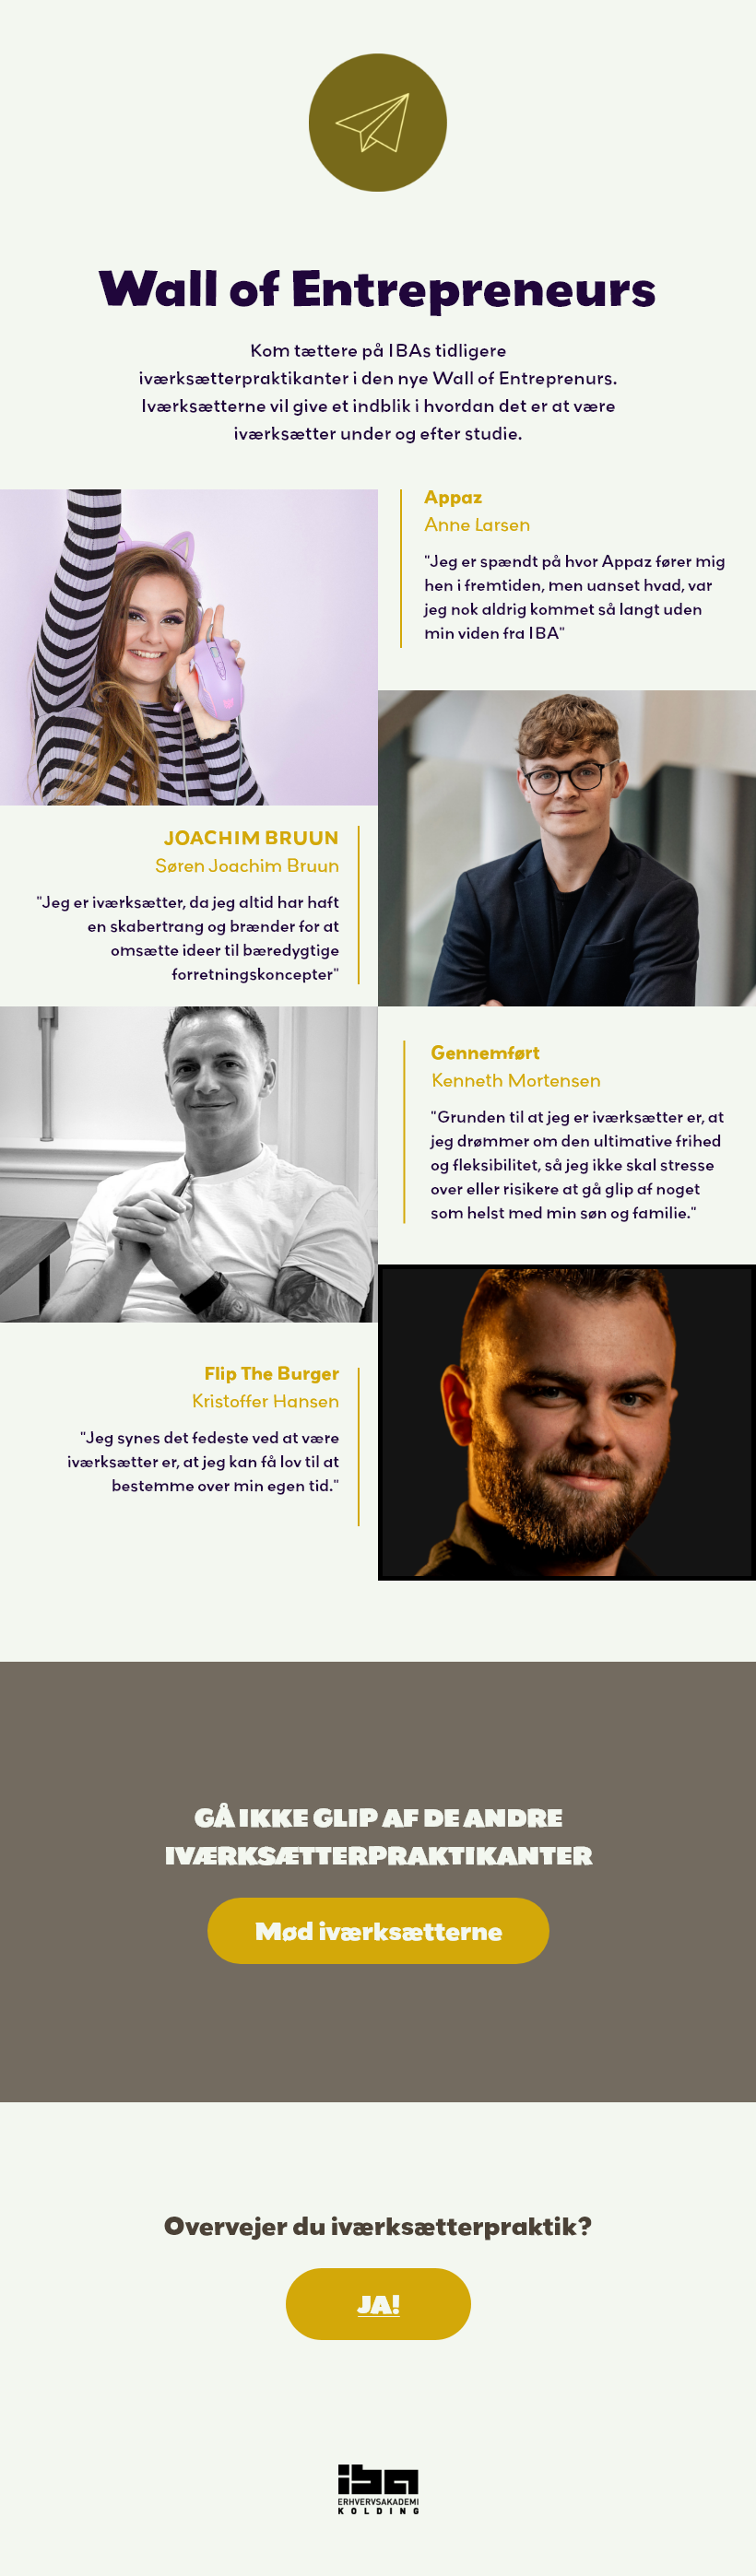 Wall of Entrepreneurs
Kom tættere på IBAs tidligere
iværksætterpraktikanter i den nye Wall of Entreprenurs.
Iværksætterne vil give et indblik i hvordan det er at være
iværksætter under og efter studie.
Appaz
Anne Larsen
"Jeg er spændt på hvor Appaz fører mig
hen i fremtiden, men uanset hvad, var
jeg nok aldrig kommet så langt uden
min viden fra IBA"
JOACHIM BRUUN
Søren Joachim Bruun
"Jeg er iværksætter, da jeg altid har haft
en skabertrang og brænder for at
omsætte ideer til bæredygtige
forretningskoncepter"
Gennemført
Kenneth Mortensen
"Grunden til at jeg er iværksætter er, at
jeg drømmer om den ultimative frihed
og fleksibilitet, så jeg ikke skal stresse
over eller risikere at gå glip af noget
som helst med min søn og familie."
Flip The Burger
Kristoffer Hansen
"Jeg synes det fedeste ved at være
iværksætter er, at jeg kan få lov til at
bestemme over min egen tid."
GÅ IKKE GLIP AF DE ANDRE
IVÆRKSÆTTERPRAKTIKANTER
Mød iværksætterne
Overvejer du iværksætterpraktik?
JA!
iba
ERHVERVSAKADEMI
KOLDING